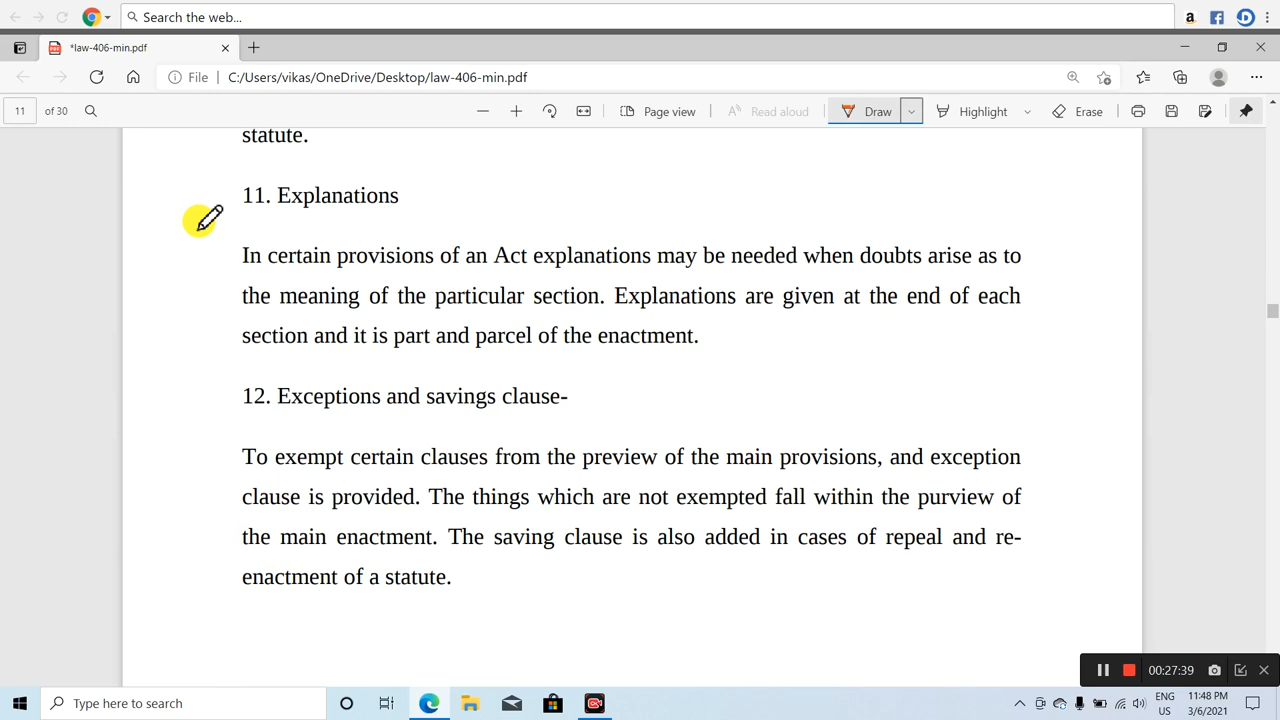 Search the web...
*law-406-min.pdf
File
C:/Users/vikas/OneDrive/Desktop/law-406-min.pdf
11 of 30
Page view
Read aloud
Draw
Highlight
Erase
statute.
11. Explanations
In certain provisions of an Act explanations may be needed when doubts arise as to
the meaning of the particular section. Explanations are given at the end of each
section and it is part and parcel of the enactment.
12. Exceptions and savings clause-
To exempt certain clauses from the preview of the main provisions, and exception
clause is provided. The things which are not exempted fall within the purview of
the main enactment. The saving clause is also added in cases of repeal and re-
enactment of a statute.
00:27:39
Type here to search
ENG
US
11:48 PM
3/6/2021